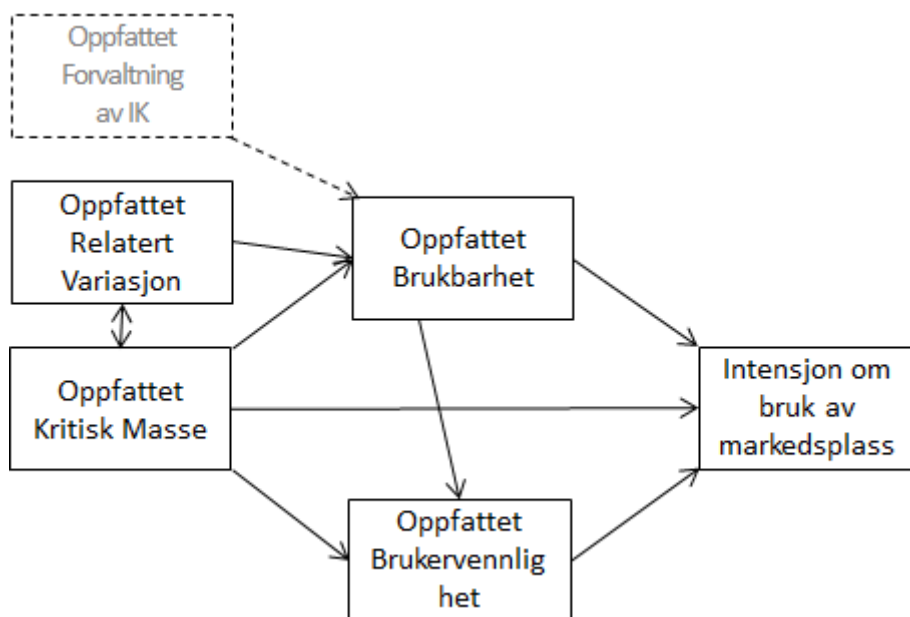 Oppfattet
Forvaltning
av IK
Oppfattet
Relatert
Variasjon
Oppfattet
Brukbarhet
Oppfattet
Kritisk Masse
Intensjon om
bruk av
markedsplass
Oppfattet
Brukervennlig
het